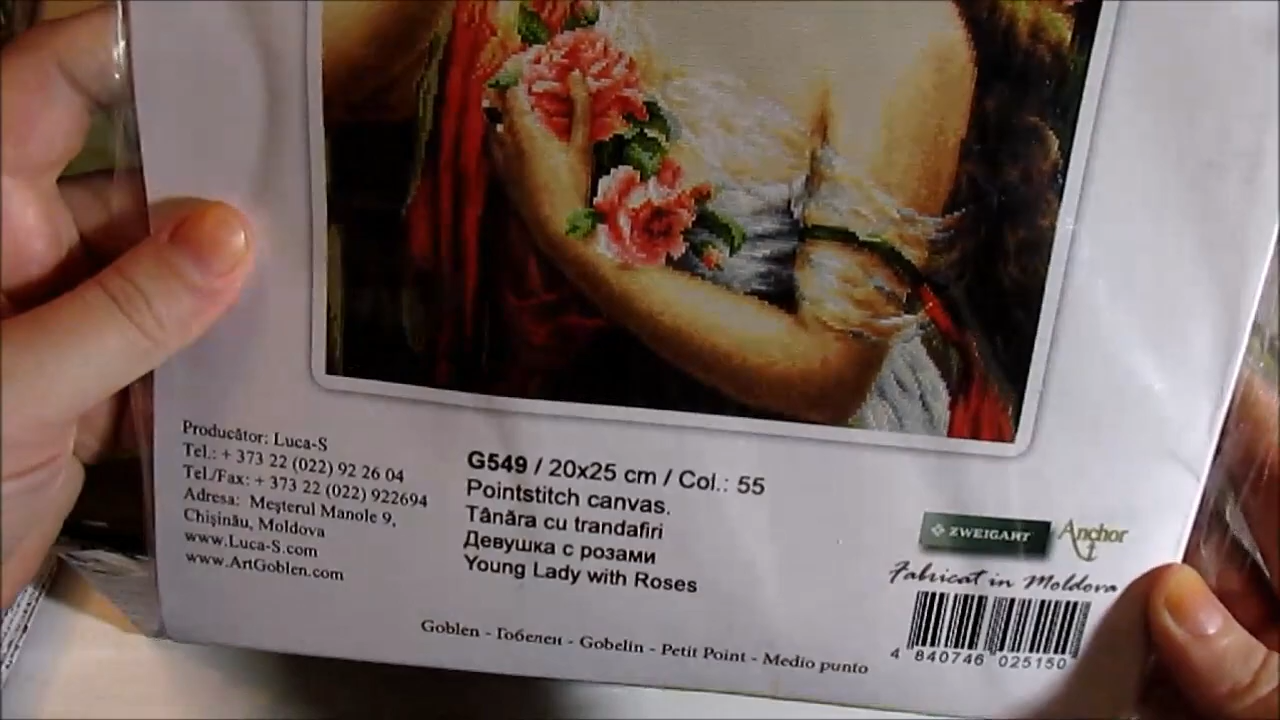 Producător: Luca-S
Tel.: + 373 22 (022) 92 26 04
Tel./Fax: + 373 22 (022) 922694
Adresa: Meşterul Manole 9,
Chişinău, Moldova
www.Luca-S.com
www.ArtGoblen.com
G549 / 20x25 cm / Col.: 55
Pointstitch canvas.
Tânăra cu trandafiri
Девушка с розами
Young Lady with Roses
ZWEIGART Anchor
Fabricat in Moldova
4 840746 025150
Goblen - Гобелен - Gobelin - Petit Point - Medio punto